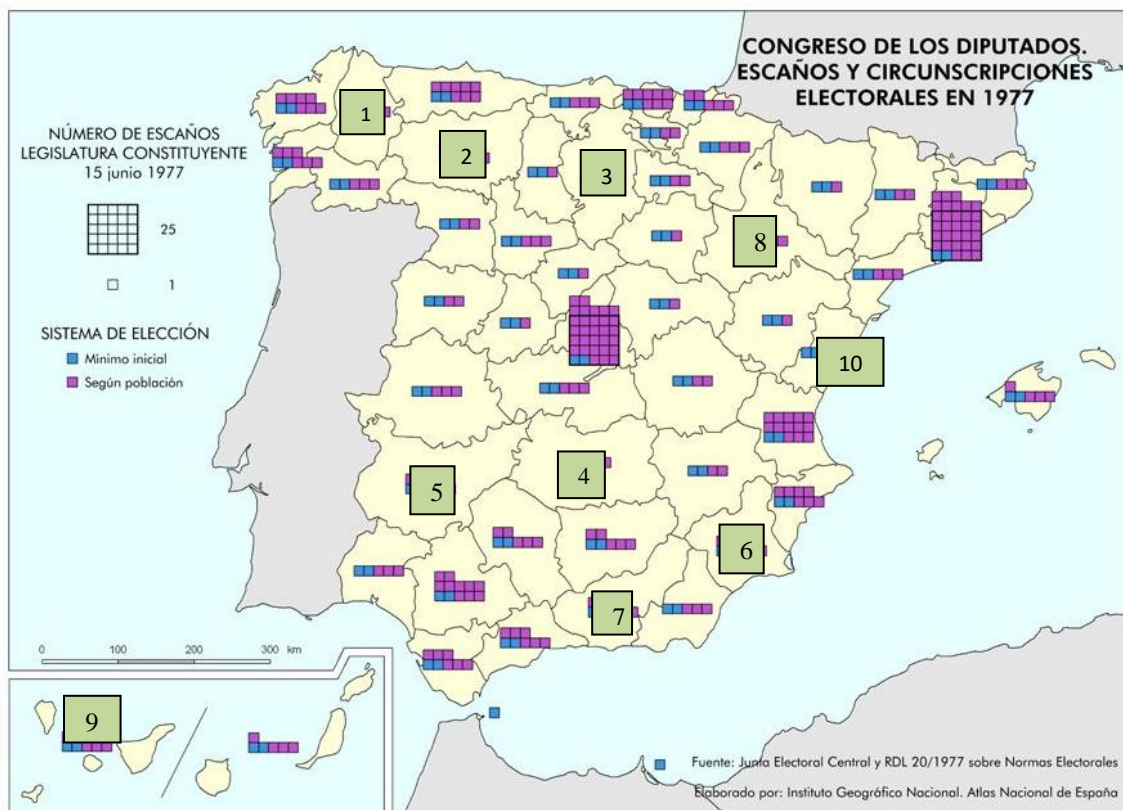 CONGRESO DE LOS DIPUTADOS.
ESCAÑOS Y CIRCUNSCRIPCIONES
ELECTORALES EN 1977
NÚMERO DE ESCAÑOS
LEGISLATURA CONSTITUYENTE
15 junio 1977
25
1
SISTEMA DE ELECCIÓN
Mínimo inicial
Según población
1
2
3
8
10
4
5
6
7
9
0 100 200 300 km
Fuente: Junta Electoral Central y RDL 20/1977 sobre Normas Electorales
Elaborado por: Instituto Geográfico Nacional. Atlas Nacional de España